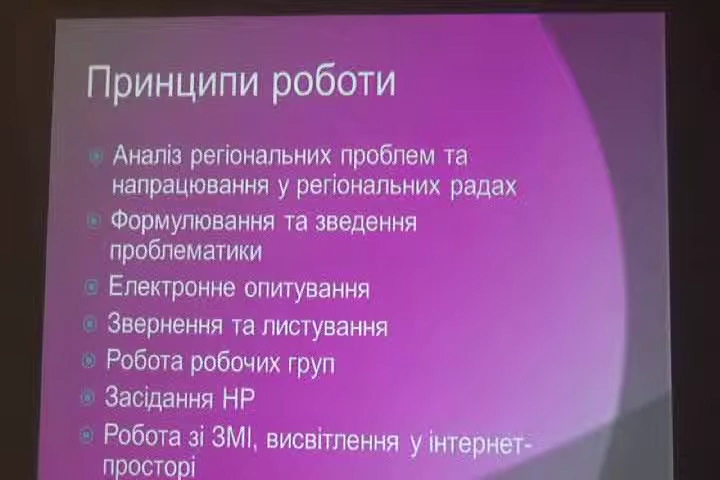 Принципи роботи
Аналіз регіональних проблем та
напрацювання у регіональних радах
Формулювання та зведення
проблематики
Електронне опитування
Звернення та листування
Робота робочих груп
Засідання НР
Робота зі ЗМІ, висвітлення у інтернет-
просторі